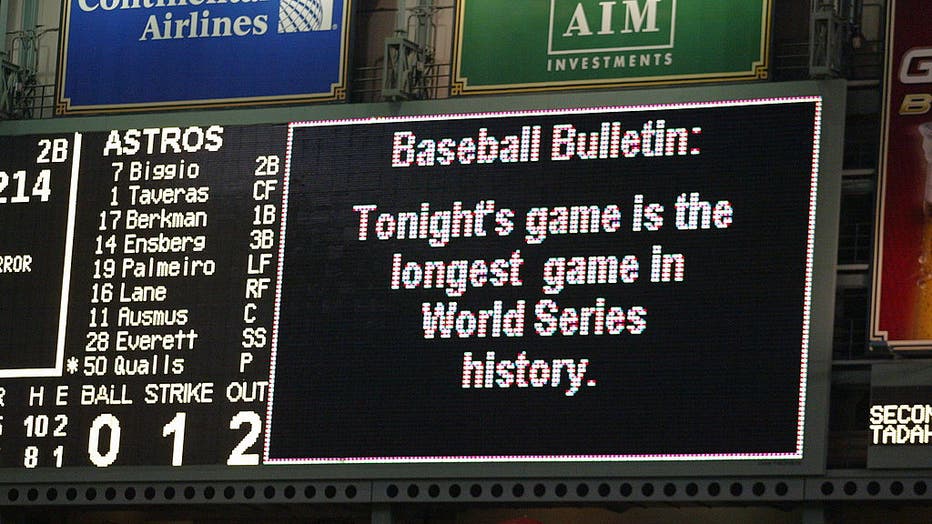 Continental
Airlines
AIM
INVESTMENTS
2B
214
ASTROS
7 Biggio 2B
1 Taveras CF
17 Berkman 1B
14 Ensberg 3B
19 Palmeiro LF
16 Lane RF
11 Ausmus C
28 Everett SS
*50 Qualls P
H E BALL STRIKE OUT
10 2
8 1
0 1 2
Baseball Bulletin:
Tonight's game is the
longest game in
World Series
history.